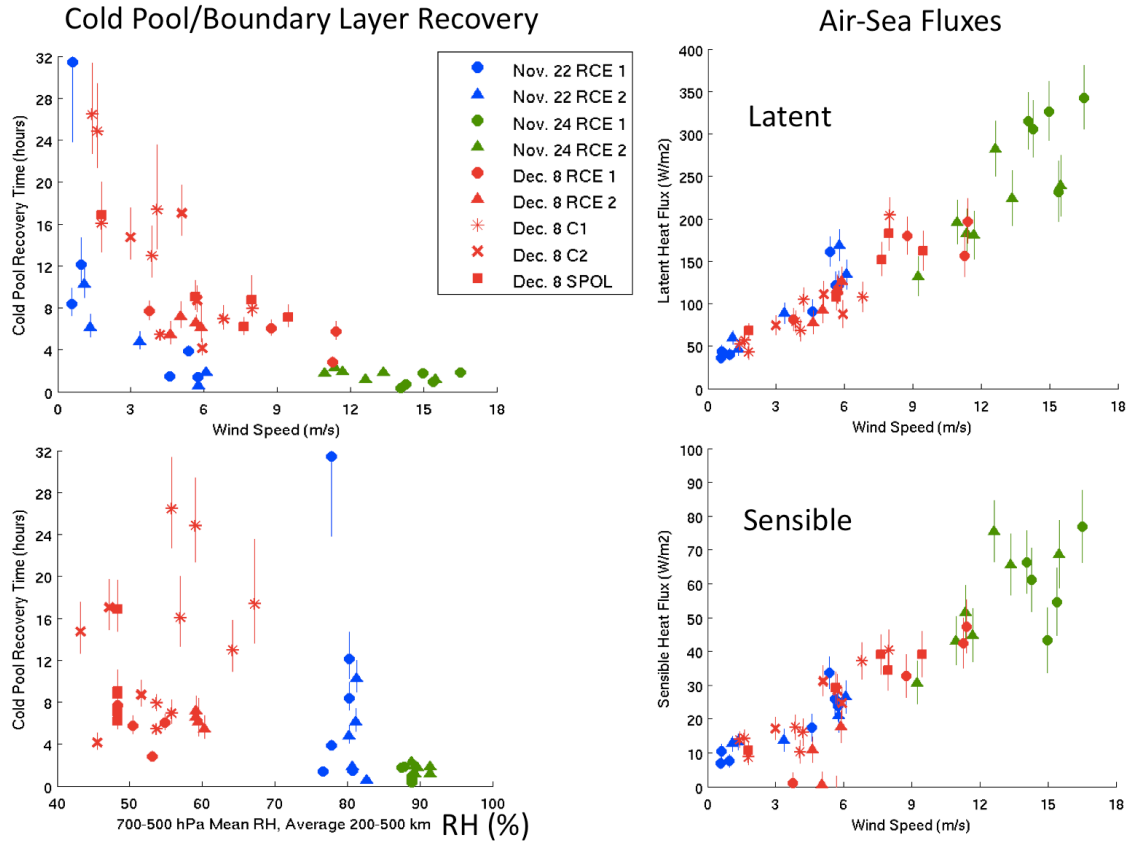 Cold Pool/Boundary Layer Recovery
Air-Sea Fluxes
Cold Pool Recovery Time (hours)
32
28
24
20
16
12
8
4
0
0 3 6 9 12 15 18
Wind Speed (m/s)
Nov. 22 RCE 1
Nov. 22 RCE 2
Nov. 24 RCE 1
Nov. 24 RCE 2
Dec. 8 RCE 1
Dec. 8 RCE 2
Dec. 8 C1
Dec. 8 C2
Dec. 8 SPOL
Latent
Latent Heat Flux (W/m2)
400
350
300
250
200
150
100
50
0
0 3 6 9 12 15 18
Wind Speed (m/s)
Cold Pool Recovery Time (hours)
32
28
24
20
16
12
8
4
0
40 50 60 70 80 90 100
700-500 hPa Mean RH, Average 200-500 km RH (%)
Sensible
Sensible Heat Flux (W/m2)
100
90
80
70
60
50
40
30
20
10
0
0 3 6 9 12 15 18
Wind Speed (m/s)